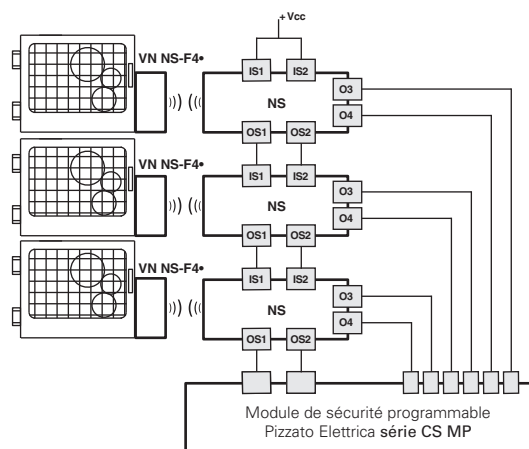 +Vcc
VN NS-F4•
IS1 IS2
O3
NS
O4
OS1 OS2
VN NS-F4•
IS1 IS2
O3
NS
O4
OS1 OS2
VN NS-F4•
IS1 IS2
O3
NS
O4
OS1 OS2
Module de sécurité programmable
Pizzato Elettrica série CS MP